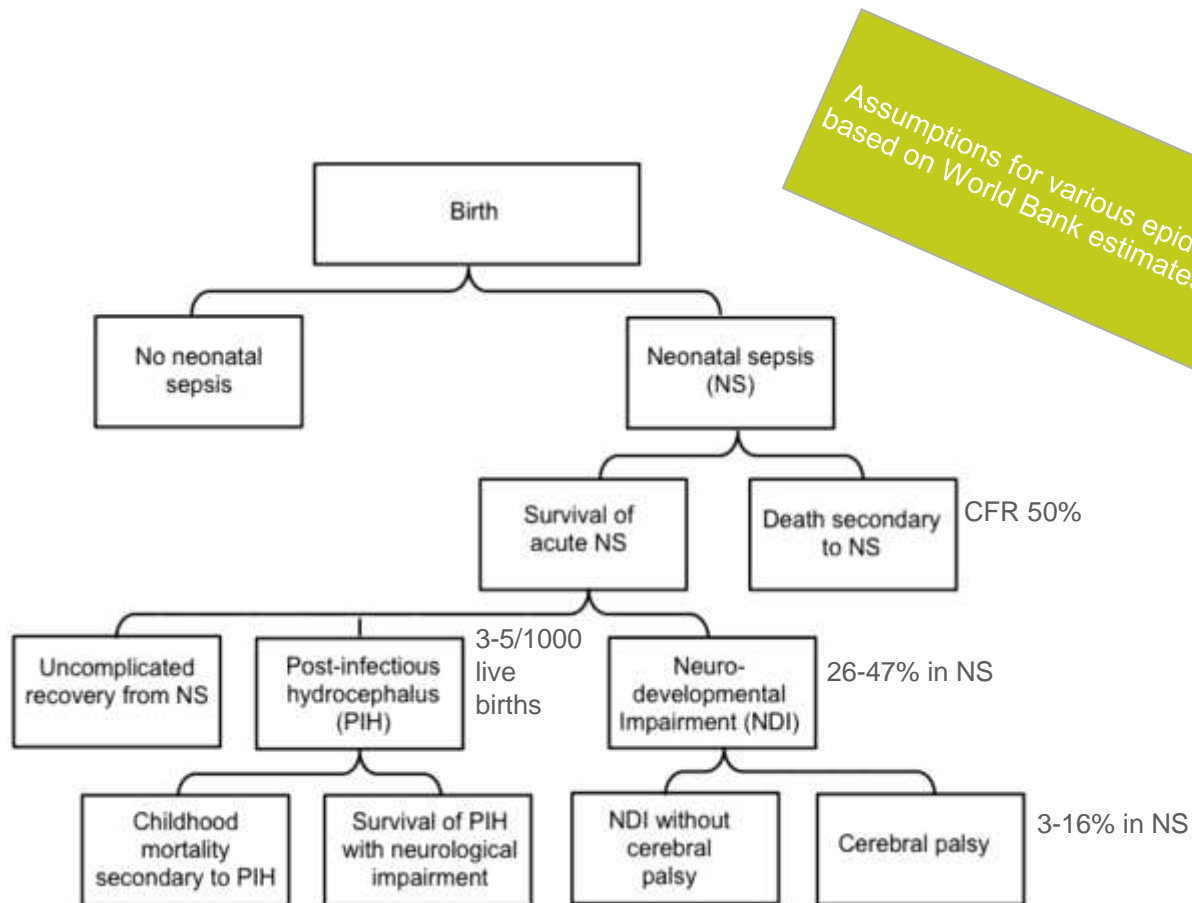 Assumptions for various
based on World Bank
Birth
No neonatal
sepsis
Neonatal sepsis
(NS)
Survival of
acute NS
Death secondary
to NS
CFR 50%
Uncomplicated
recovery from NS
Post-infectious
hydrocephalus
(PIH)
3-5/1000
live
births
Neuro-
developmental
Impairment (NDI)
26-47% in NS
Childhood
mortality
secondary to PIH
Survival of PIH
with neurological
impairment
NDI without
cerebral
palsy
Cerebral palsy
3-16% in NS